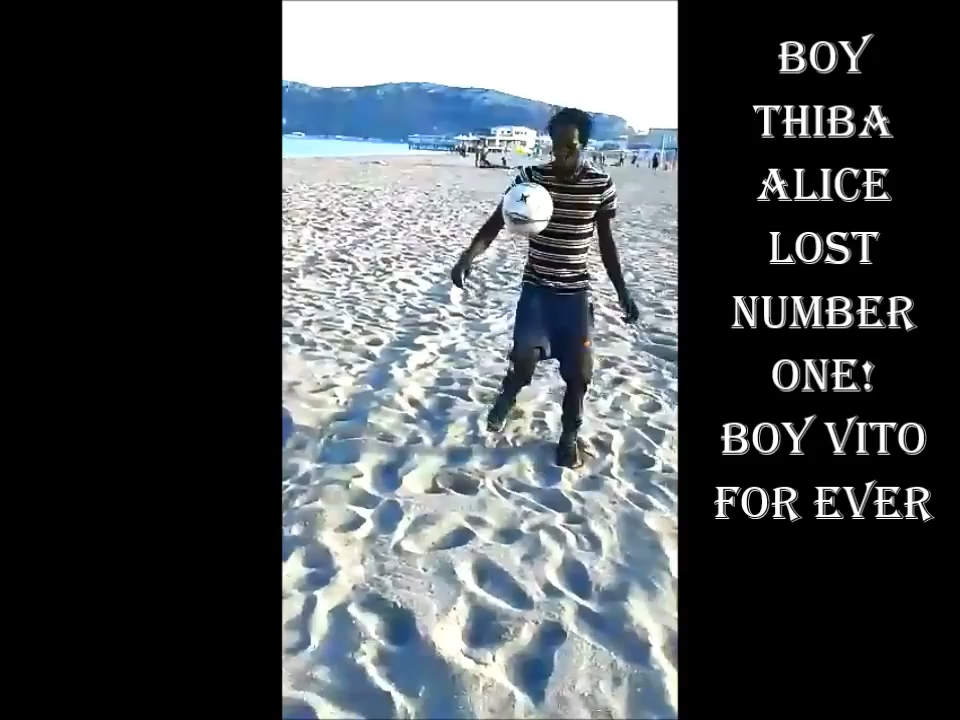 BOY
THIBA
ALICE
LOST
NUMBER
ONE!
BOY VITO
FOR EVER